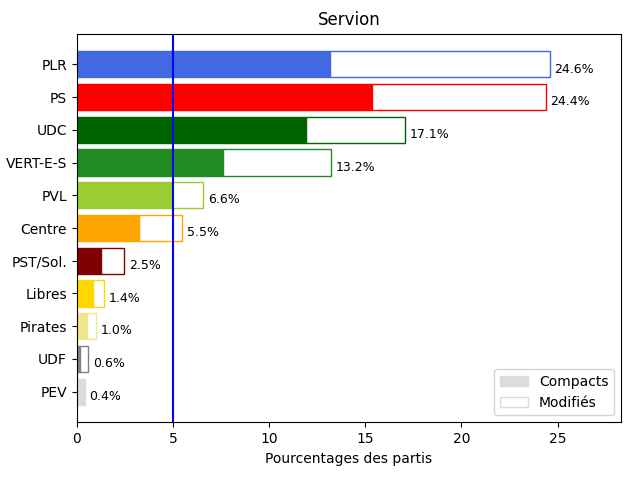 Servion
PLR 24.6%
PS 24.4%
UDC 17.1%
VERT-E-S 13.2%
PVL 6.6%
Centre 5.5%
PST/Sol. 2.5%
Libres 1.4%
Pirates 1.0%
UDF 0.6%
PEV 0.4%
Compacts
Modifiés
0 5 10 15 20 25
Pourcentages des partis